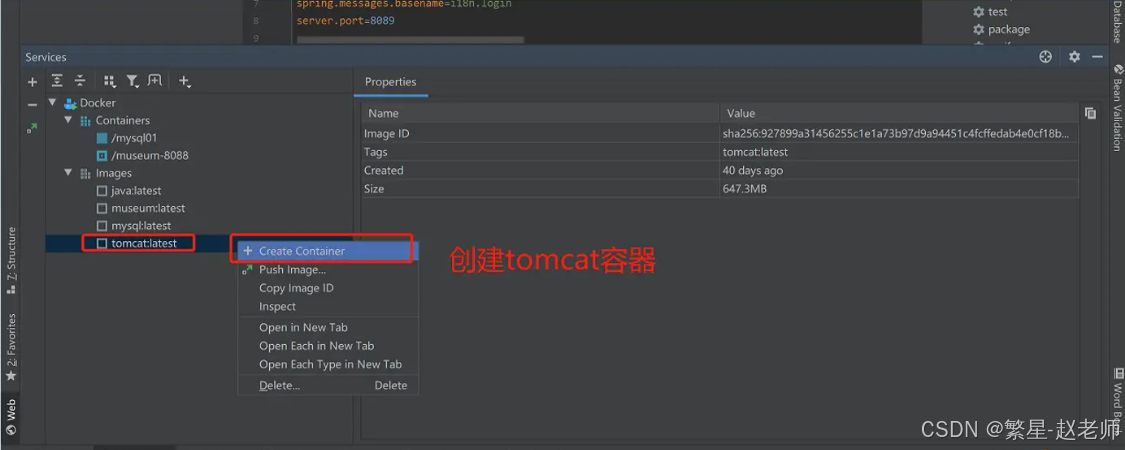 7
spring.messages.basename=i18n.login
server.port=8089
9
test
package
Database
Bean Validation
Services
Properties
Docker
Containers
/mysql01
/museum-8088
Images
java:latest
museum:latest
mysql:latest
tomcat:latest
Name Value
Image ID sha256:927899a31456255c1e1a73b97d9a94451c4fcffedab4e0cf18b...
Tags tomcat:latest
Created 40 days ago
Size 647.3MB
Create Container
Push Image...
Copy Image ID
Inspect
Open in New Tab
Open Each in New Tab
Open Each Type in New Tab
Delete... Delete
创建tomcat容器
Z: Structure
2: Favorites
Web
Word B
CSDN @繁星-赵老师